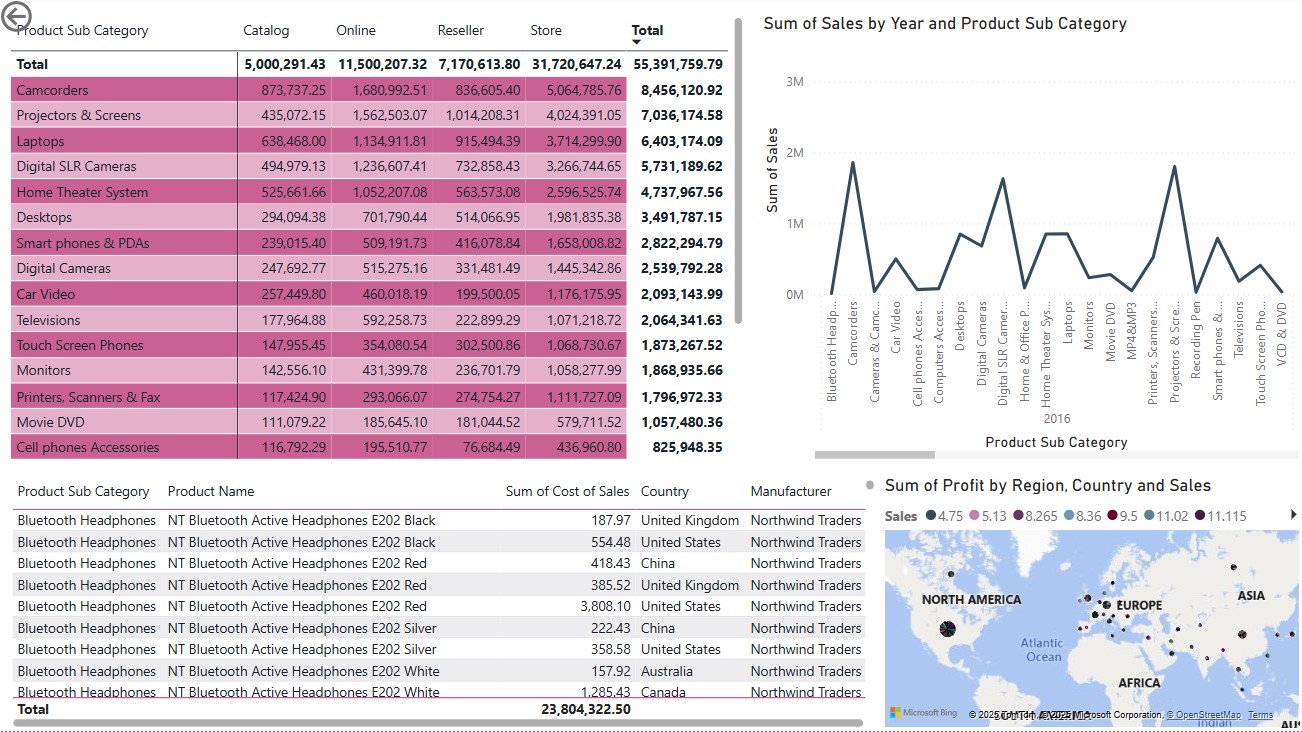 Product Sub Category Catalog Online Reseller Store Total
Total 5,000,291.43 11,500,207.32 7,170,613.80 31,720,647.24 55,391,759.79
Camcorders 873,737.25 1,680,992.51 836,605.40 5,064,785.76 8,456,120.92
Projectors & Screens 435,072.15 1,562,503.07 1,014,208.31 4,024,391.05 7,036,174.58
Laptops 638,468.00 1,134,911.81 915,494.39 3,714,299.90 6,403,174.09
Digital SLR Cameras 494,979.13 1,236,607.41 732,858.43 3,266,744.65 5,731,189.62
Home Theater System 525,661.66 1,052,207.08 563,573.08 2,596,525.74 4,737,967.56
Desktops 294,094.38 701,790.44 514,066.95 1,981,835.38 3,491,787.15
Smart phones & PDAs 239,015.40 509,191.73 416,078.84 1,658,008.82 2,822,294.79
Digital Cameras 247,692.77 515,275.16 331,481.49 1,445,342.86 2,539,792.28
Car Video 257,449.80 460,018.19 199,500.05 1,176,175.95 2,093,143.99
Televisions 177,964.88 592,258.73 222,899.29 1,071,218.72 2,064,341.63
Touch Screen Phones 147,955.45 354,080.54 302,500.86 1,068,730.67 1,873,267.52
Monitors 142,556.10 431,399.78 236,701.79 1,058,277.99 1,868,935.66
Printers, Scanners & Fax 117,424.90 293,066.07 274,754.27 1,111,727.09 1,796,972.33
Movie DVD 111,079.22 185,645.10 181,044.52 579,711.52 1,057,480.36
Cell phones Accessories 116,792.29 195,510.77 76,684.49 436,960.80 825,948.35
Sum of Sales by Year and Product Sub Category
Sum of Sales
3M
2M
1M
0M
Bluetooth Headp...
Camcorders
Cameras & Camc...
Car Video
Cell phones Acces...
Computers Acces...
Desktops
Digital Cameras
Digital SLR Camer...
Home & Office P...
Home Theater Sys...
Laptops
Monitors
Movie DVD
MP4&MP3
Printers, Scanners...
Projectors & Scre...
Recording Pen
Smart phones &...
Televisions
Touch Screen Pho...
VCD & DVD
2016
Product Sub Category
Product Sub Category Product Name Sum of Cost of Sales Country Manufacturer
Bluetooth Headphones NT Bluetooth Active Headphones E202 Black 187.97 United Kingdom Northwind Traders
Bluetooth Headphones NT Bluetooth Active Headphones E202 Black 554.48 United States Northwind Traders
Bluetooth Headphones NT Bluetooth Active Headphones E202 Red 418.43 China Northwind Traders
Bluetooth Headphones NT Bluetooth Active Headphones E202 Red 385.52 United Kingdom Northwind Traders
Bluetooth Headphones NT Bluetooth Active Headphones E202 Red 3,808.10 United States Northwind Traders
Bluetooth Headphones NT Bluetooth Active Headphones E202 Silver 222.43 China Northwind Traders
Bluetooth Headphones NT Bluetooth Active Headphones E202 Silver 358.58 United States Northwind Traders
Bluetooth Headphones NT Bluetooth Active Headphones E202 White 157.92 Australia Northwind Traders
Bluetooth Headphones NT Bluetooth Active Headphones E202 White 1,285.43 Canada Northwind Traders
Total 23,804,322.50
Sum of Profit by Region, Country and Sales
Sales 4.75 5.13 8.265 8.36 9.5 11.02 11.115
NORTH AMERICA
EUROPE
ASIA
Atlantic
Ocean
AFRICA
Microsoft Bing
© 2025 TomTom, © 2025 Microsoft Corporation, © OpenStreetMap Terms
Indian